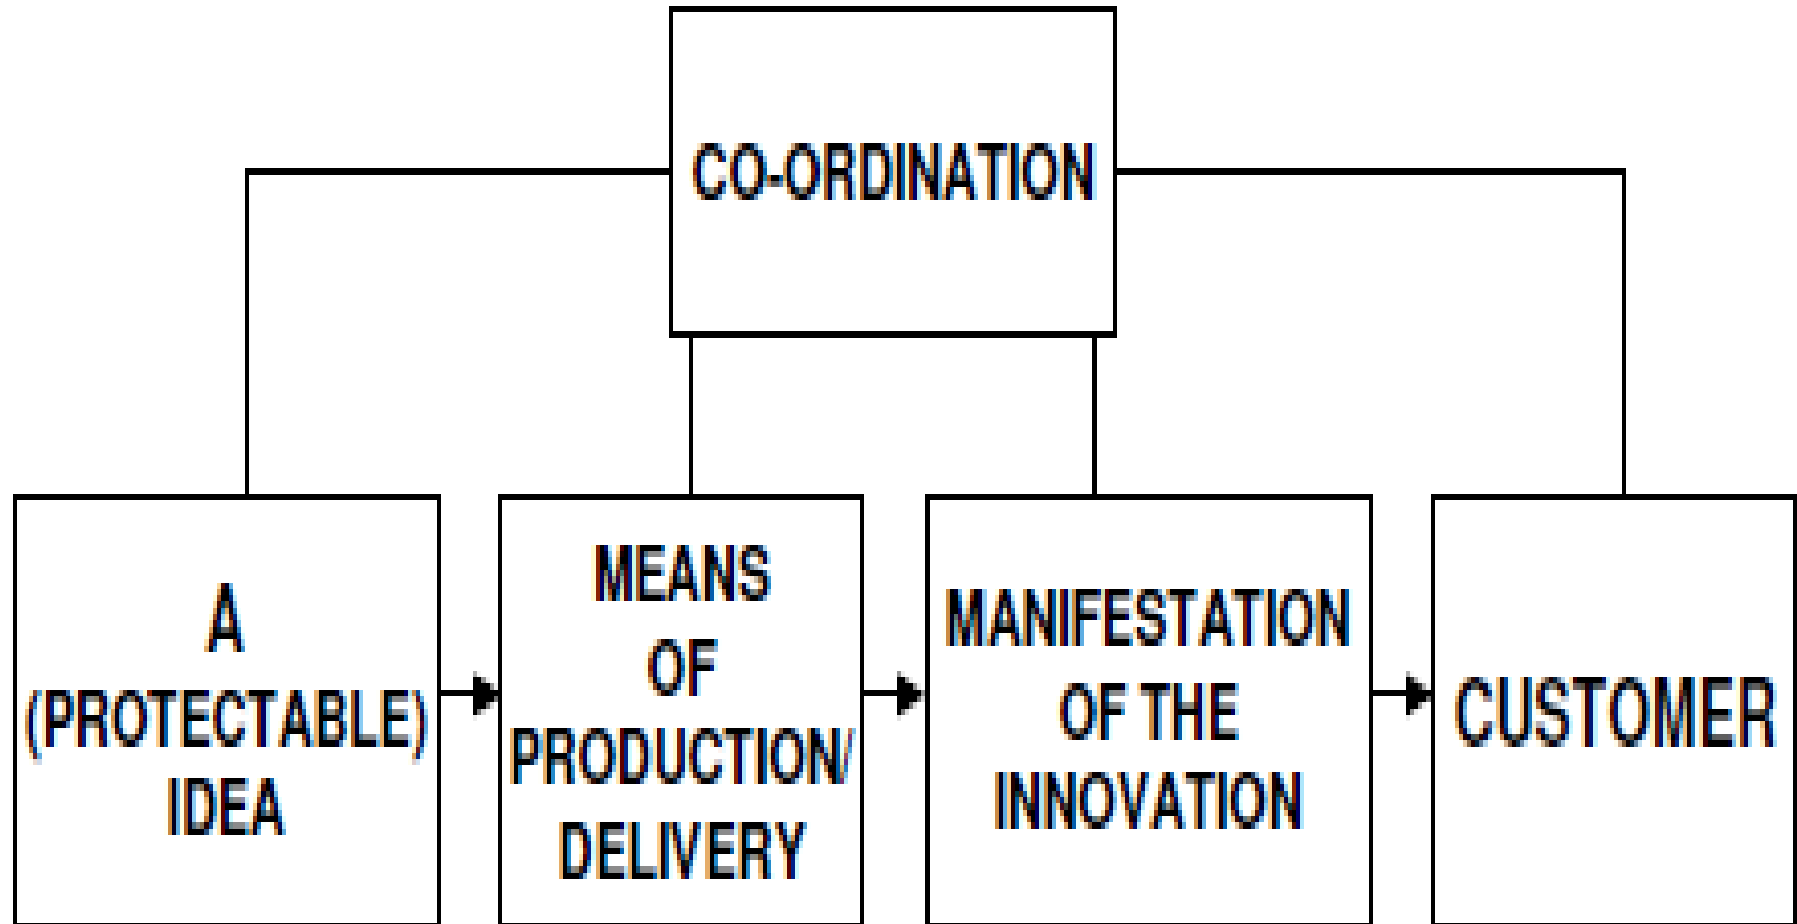 CO-ORDINATION
A
(PROTECTABLE)
IDEA
MEANS
OF
PRODUCTION/
DELIVERY
MANIFESTATION
OF THE
INNOVATION
CUSTOMER